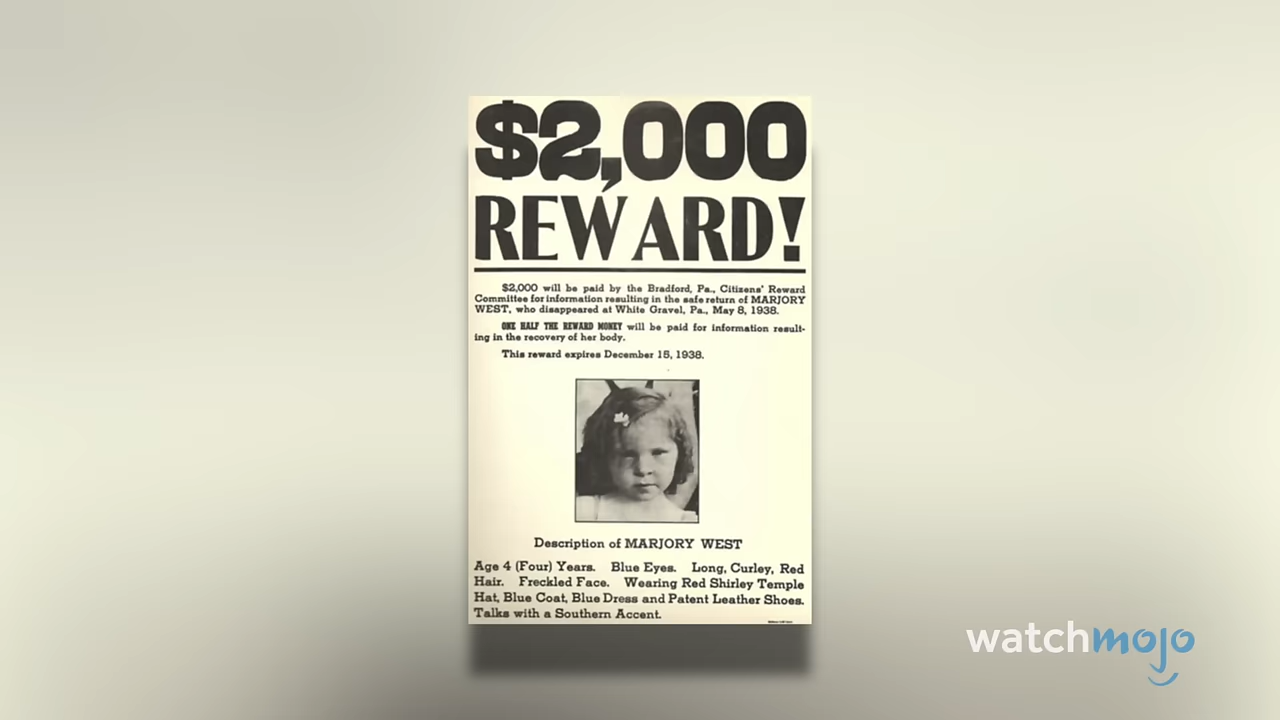 $2,000
REWARD!
$2,000 will be paid by the Bradford, Pa., Citizens' Reward
Committee for information resulting in the safe return of MARJORY
WEST, who disappeared at White Gravel, Pa., May 8, 1938.
ONE HALF THE REWARD MONEY will be paid for information result-
ing in the recovery of her body.
This reward expires December 15, 1938.
Description of MARJORY WEST
Age 4 (Four) Years. Blue Eyes. Long, Curley, Red
Hair. Freckled Face. Wearing Red Shirley Temple
Hat, Blue Coat, Blue Dress and Patent Leather Shoes.
Talks with a Southern Accent.
watchmojo